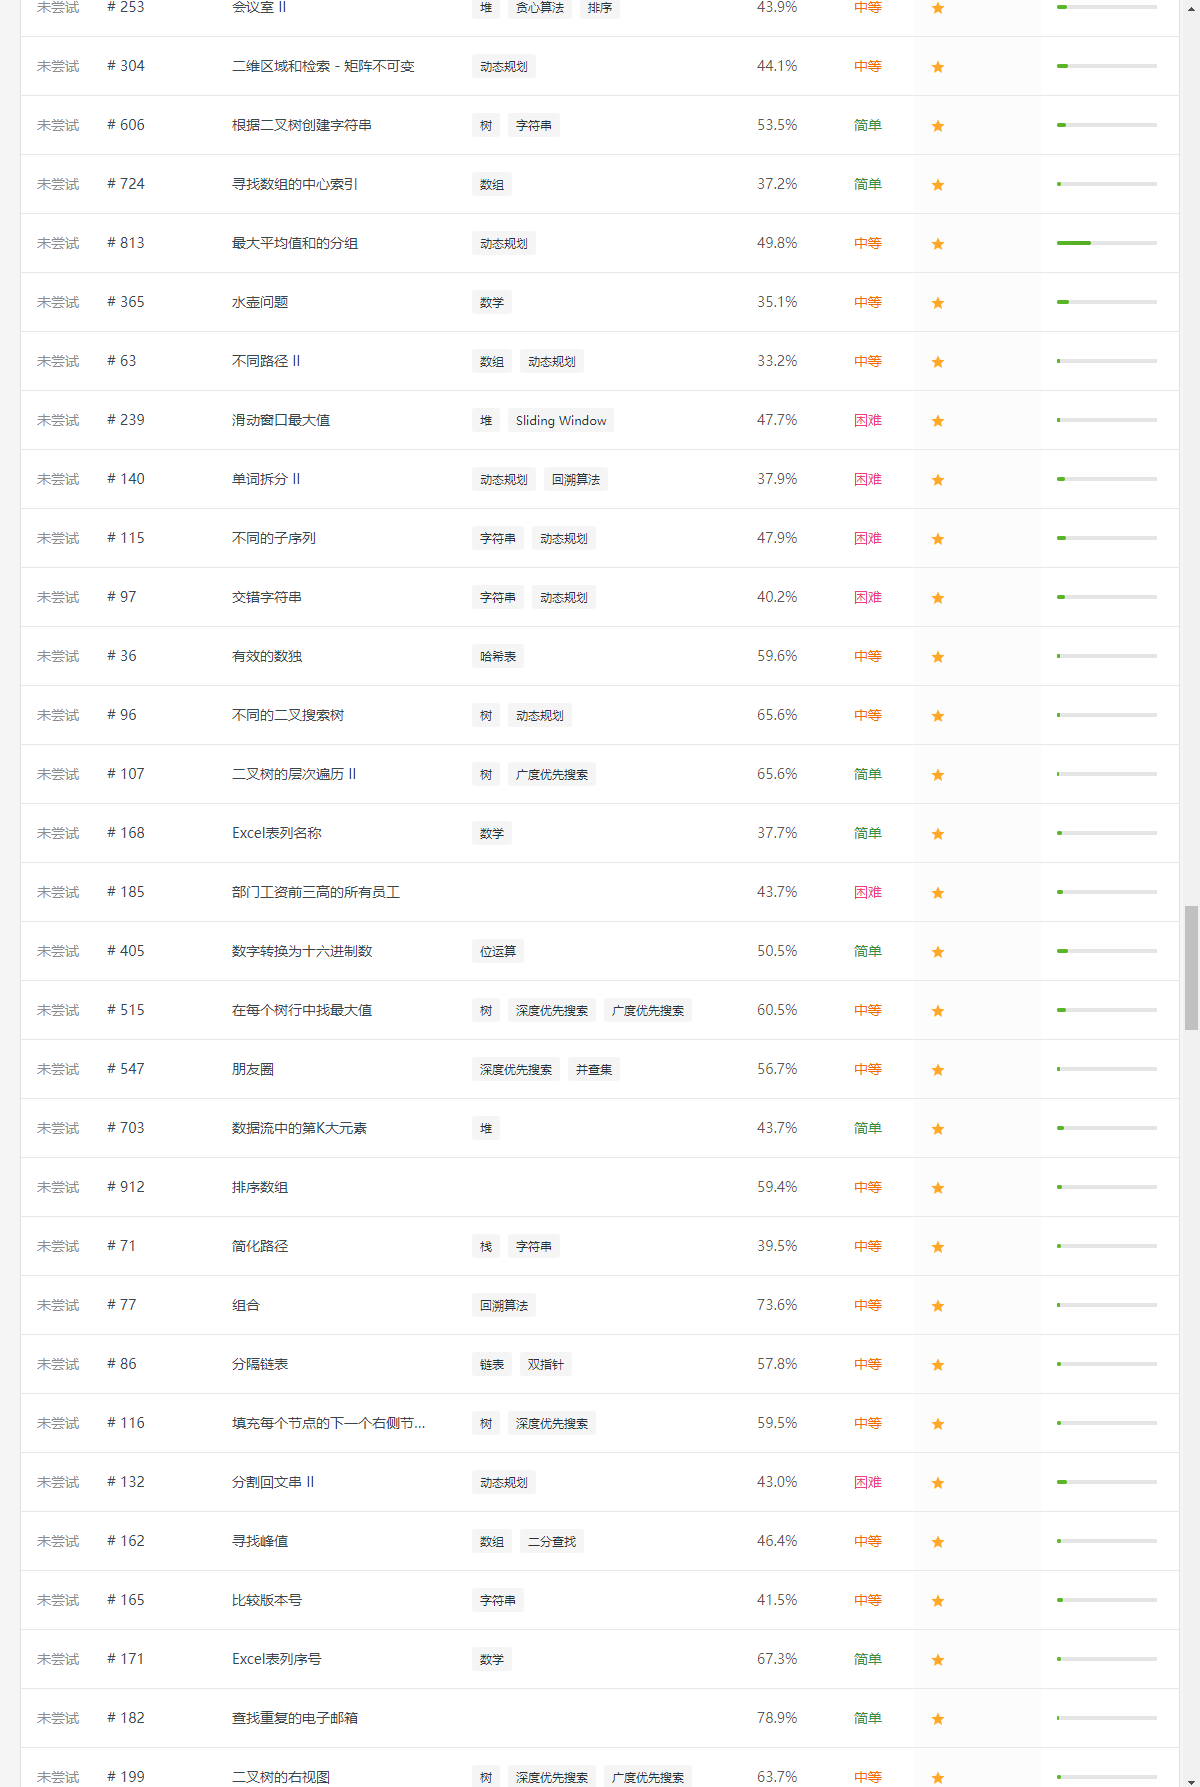 未尝试 # 253 会议室 II 堆 贪心算法 排序 43.9% 中等
未尝试 # 304 二维区域和检索 - 矩阵不可变 动态规划 44.1% 中等
未尝试 # 606 根据二叉树创建字符串 树 字符串 53.5% 简单
未尝试 # 724 寻找数组的中心索引 数组 37.2% 简单
未尝试 # 813 最大平均值和的分组 动态规划 49.8% 中等
未尝试 # 365 水壶问题 数学 35.1% 中等
未尝试 # 63 不同路径 II 数组 动态规划 33.2% 中等
未尝试 # 239 滑动窗口最大值 堆 Sliding Window 47.7% 困难
未尝试 # 140 单词拆分 II 动态规划 回溯算法 37.9% 困难
未尝试 # 115 不同的子序列 字符串 动态规划 47.9% 困难
未尝试 # 97 交错字符串 字符串 动态规划 40.2% 困难
未尝试 # 36 有效的数独 哈希表 59.6% 中等
未尝试 # 96 不同的二叉搜索树 树 动态规划 65.6% 中等
未尝试 # 107 二叉树的层次遍历 II 树 广度优先搜索 65.6% 简单
未尝试 # 168 Excel表列名称 数学 37.7% 简单
未尝试 # 185 部门工资前三高的所有员工 43.7% 困难
未尝试 # 405 数字转换为十六进制数 位运算 50.5% 简单
未尝试 # 515 在每个树行中找最大值 树 深度优先搜索 广度优先搜索 60.5% 中等
未尝试 # 547 朋友圈 深度优先搜索 并查集 56.7% 中等
未尝试 # 703 数据流中的第K大元素 堆 43.7% 简单
未尝试 # 912 排序数组 59.4% 中等
未尝试 # 71 简化路径 栈 字符串 39.5% 中等
未尝试 # 77 组合 回溯算法 73.6% 中等
未尝试 # 86 分隔链表 链表 双指针 57.8% 中等
未尝试 # 116 填充每个节点的下一个右侧节... 树 深度优先搜索 59.5% 中等
未尝试 # 132 分割回文串 II 动态规划 43.0% 困难
未尝试 # 162 寻找峰值 数组 二分查找 46.4% 中等
未尝试 # 165 比较版本号 字符串 41.5% 中等
未尝试 # 171 Excel表列序号 数学 67.3% 简单
未尝试 # 182 查找重复的电子邮箱 78.9% 简单
未尝试 # 199 二叉树的右视图 树 深度优先搜索 广度优先搜索 63.7% 中等